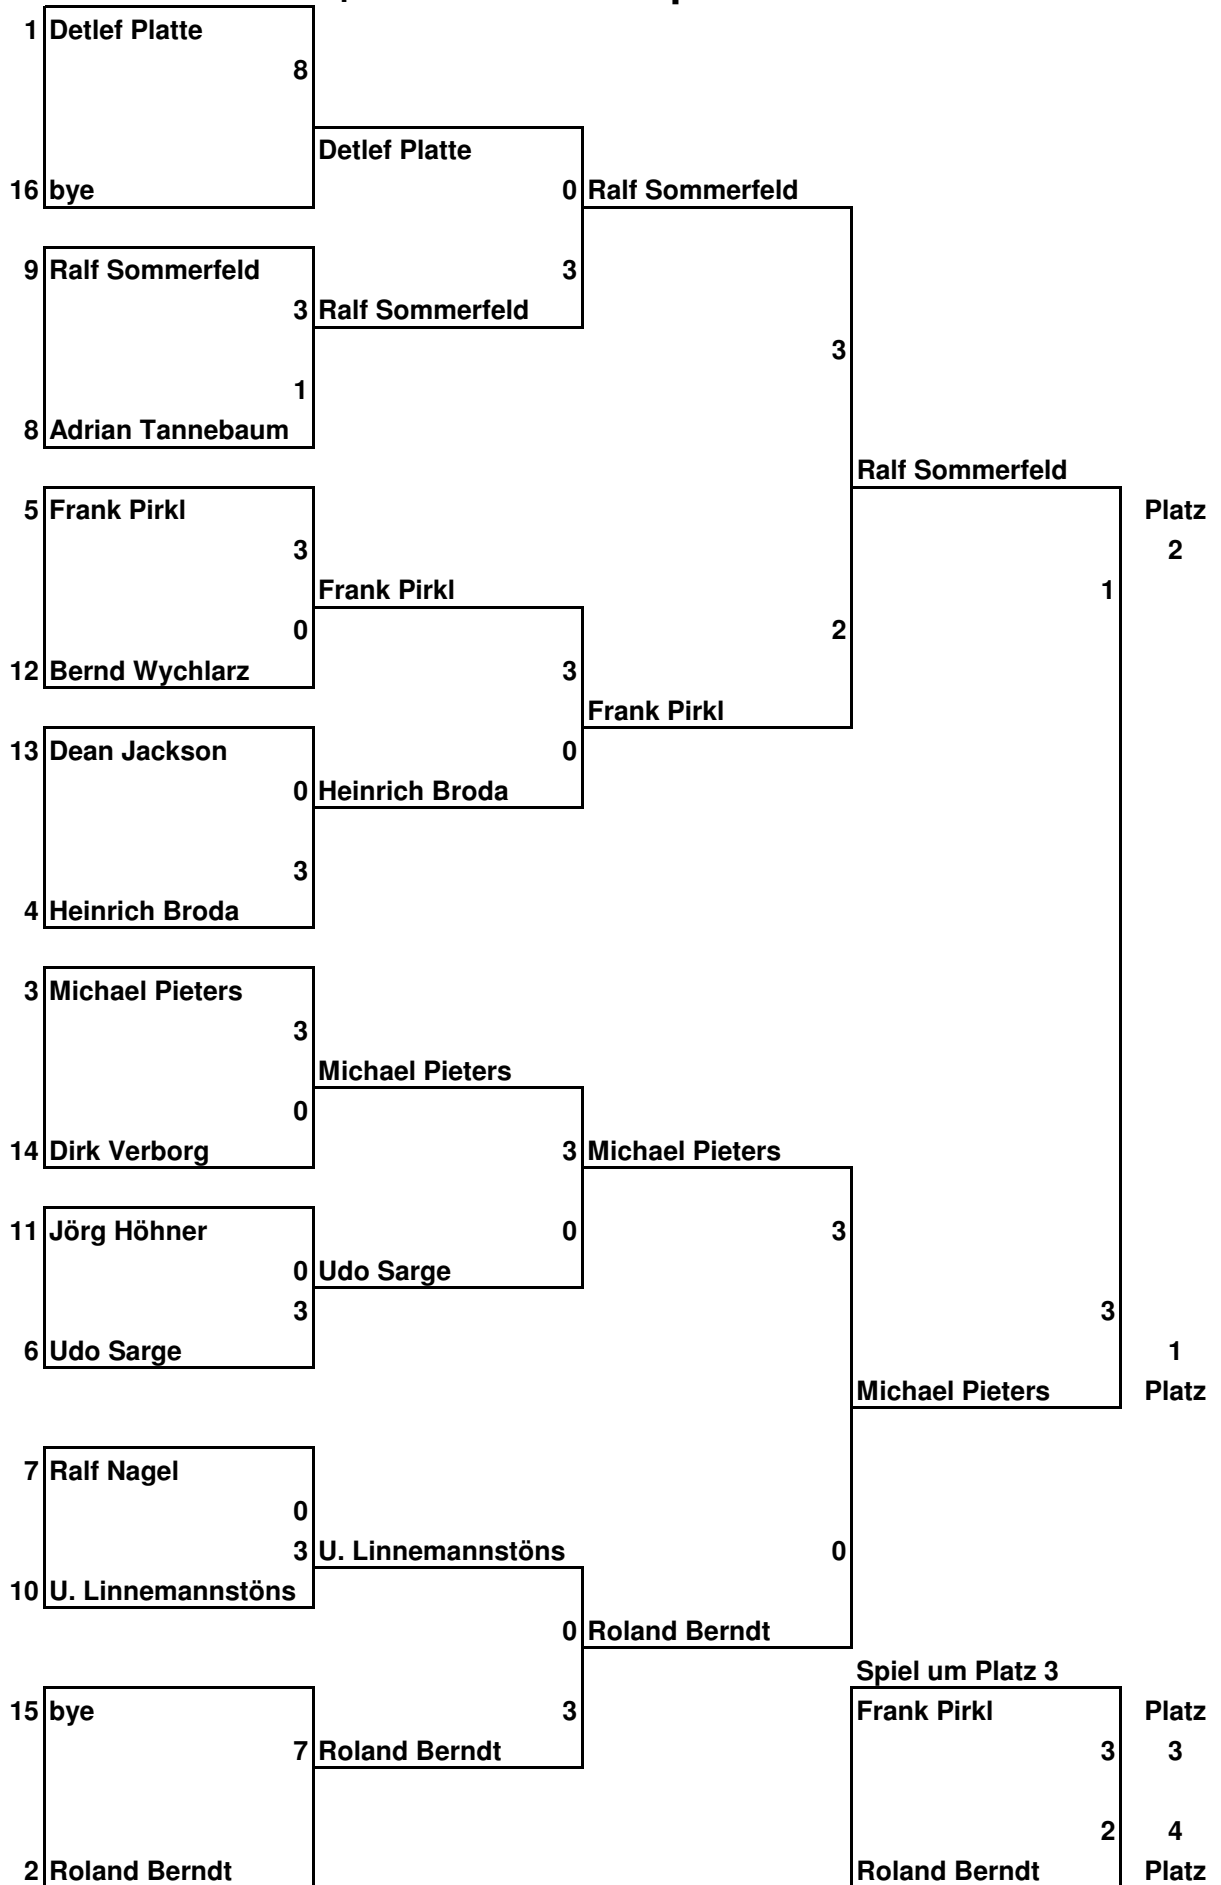 1 Detlef Platte
8
Detlef Platte
16 bye 0 Ralf Sommerfeld
9 Ralf Sommerfeld 3
3 Ralf Sommerfeld
3
1
8 Adrian Tannebaum
Ralf Sommerfeld
5 Frank Pirkl Platz
3 2
Frank Pirkl 1
0 2
12 Bernd Wychlarz 3
Frank Pirkl
13 Dean Jackson 0
0 Heinrich Broda
3
4 Heinrich Broda
3 Michael Pieters
3
Michael Pieters
0
14 Dirk Verborg 3 Michael Pieters
11 Jörg Höhner 0 3
0 Udo Sarge
3 3
6 Udo Sarge 1
Michael Pieters Platz
7 Ralf Nagel
0
3 U. Linnemannstöns 0
10 U. Linnemannstöns
0 Roland Berndt
Spiel um Platz 3
15 bye 3 Frank Pirkl Platz
7 Roland Berndt 3 3
2 4
2 Roland Berndt Roland Berndt Platz